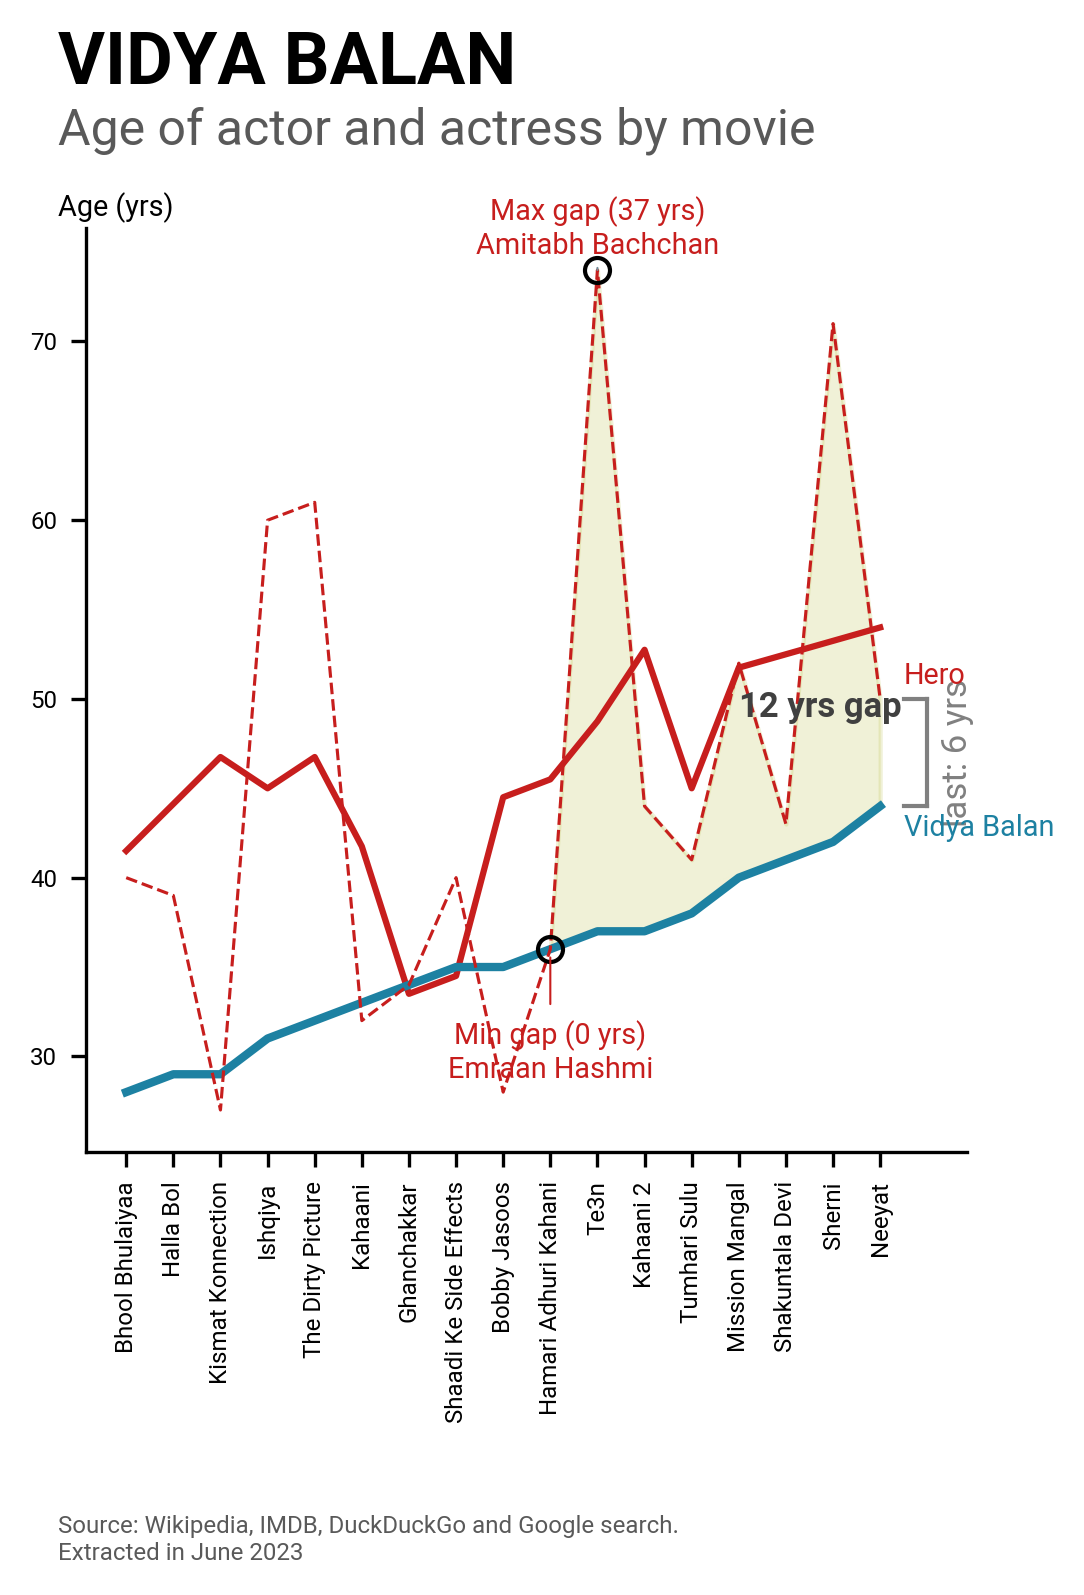 VIDYA BALAN
Age of actor and actress by movie
Age (yrs)
Max gap (37 yrs)
Amitabh Bachchan
70
60
50
40
30
Hero
12 yrs gap
last: 6 yrs
Vidya Balan
Min gap (0 yrs)
Emraan Hashmi
Bhool Bhulaiyaa
Halla Bol
Kismat Konnection
Ishqiya
The Dirty Picture
Kahaani
Ghanchakkar
Shaadi Ke Side Effects
Bobby Jasoos
Hamari Adhuri Kahani
Te3n
Kahaani 2
Tumhari Sulu
Mission Mangal
Shakuntala Devi
Sherni
Neeyat
Source: Wikipedia, IMDB, DuckDuckGo and Google search.
Extracted in June 2023